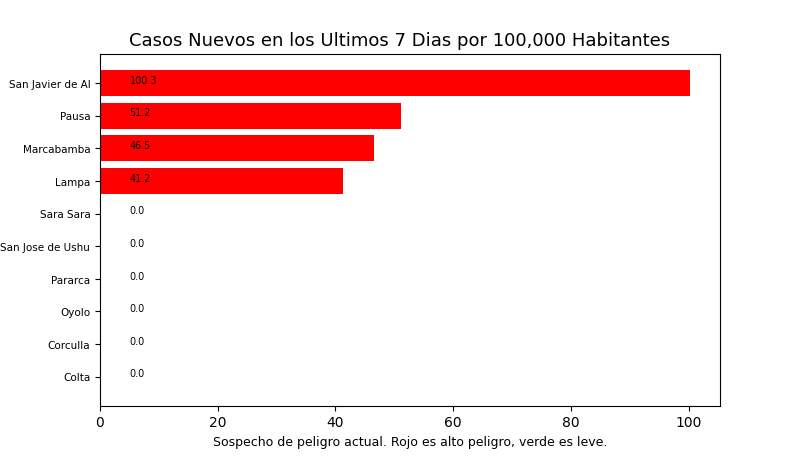 Casos Nuevos en los Ultimos 7 Dias por 100,000 Habitantes
San Javier de Al 100.3
Pausa 51.2
Marcabamba 46.5
Lampa 41.2
Sara Sara 0.0
San Jose de Ushu 0.0
Pararca 0.0
Oyolo 0.0
Corculla 0.0
Colta 0.0
0 20 40 60 80 100
Sospecho de peligro actual. Rojo es alto peligro, verde es leve.